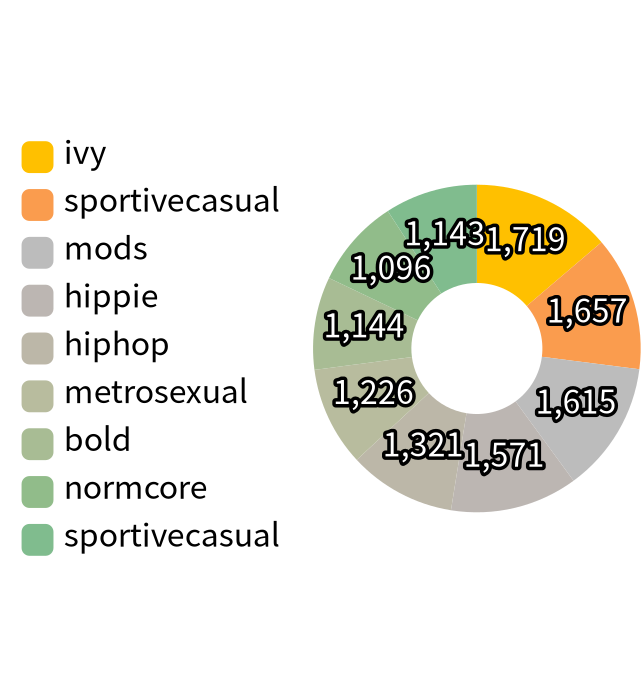 ivy
sportivecasual
mods
hippie
hiphop
metrosexual
bold
normcore
sportivecasual
1,719
1,657
1,615
1,571
1,321
1,226
1,144
1,096
1,143